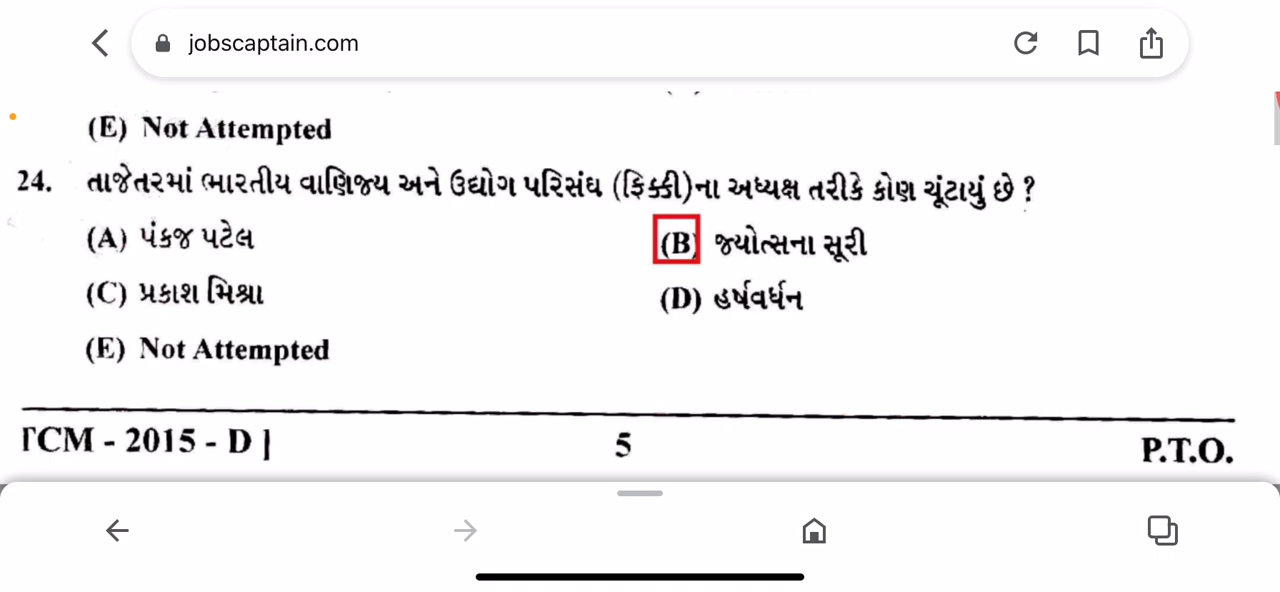 jobscaptain.com
(E) Not Attempted
24. તાજેતરમાં ભારતીય વાણિજ્ય અને ઉદ્યોગ પરિસંઘ (ફિક્કી)ના અધ્યક્ષ તરીકે કોણ ચૂંટાયું છે ?
(A) પંકજ પટેલ (B) જ્યોત્સના સૂરી
(C) પ્રકાશ મિશ્રા (D) હર્ષવર્ધન
(E) Not Attempted
TCM - 2015 - D ] 5 P.T.O.